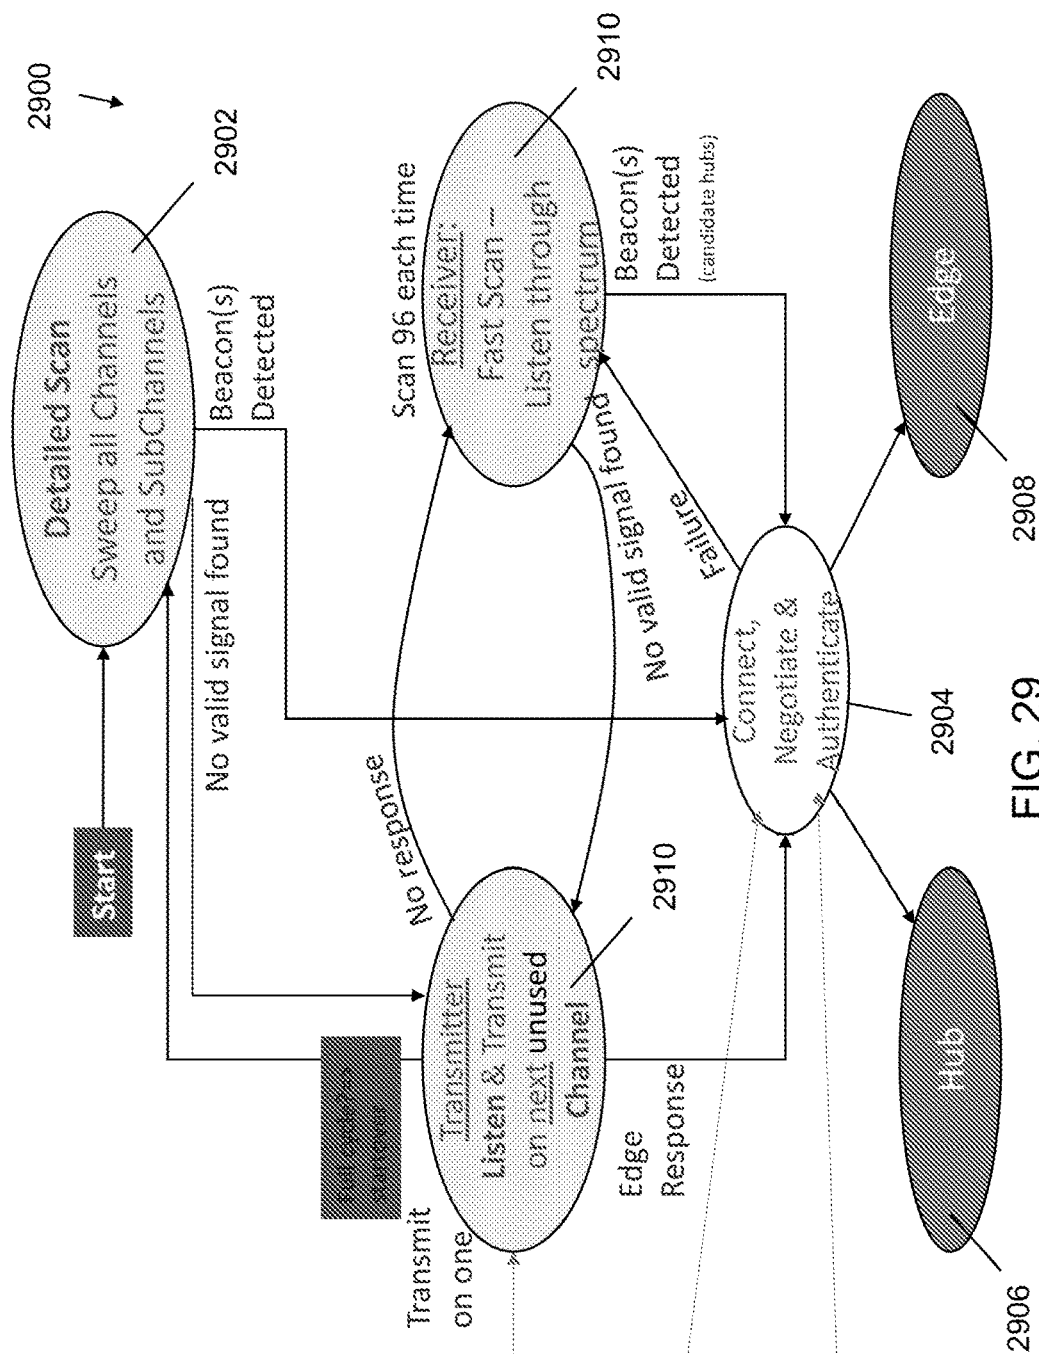 2900
Start
Detailed Scan
Sweep all Channels
and SubChannels
2902
No valid signal found
Beacon(s)
Detected
Transmit
on one
Transmitter
Listen & Transmit
on next unused
Channel
2910
No response
Scan 96 each time
Receiver:
Fast Scan –
Listen through
spectrum
2910
No valid signal found
Failure
Beacon(s)
Detected
(candidate hubs)
Edge
Response
Connect,
Negotiate &
Authenticate
2904
Hub
2906
Edge
2908
FIG. 29